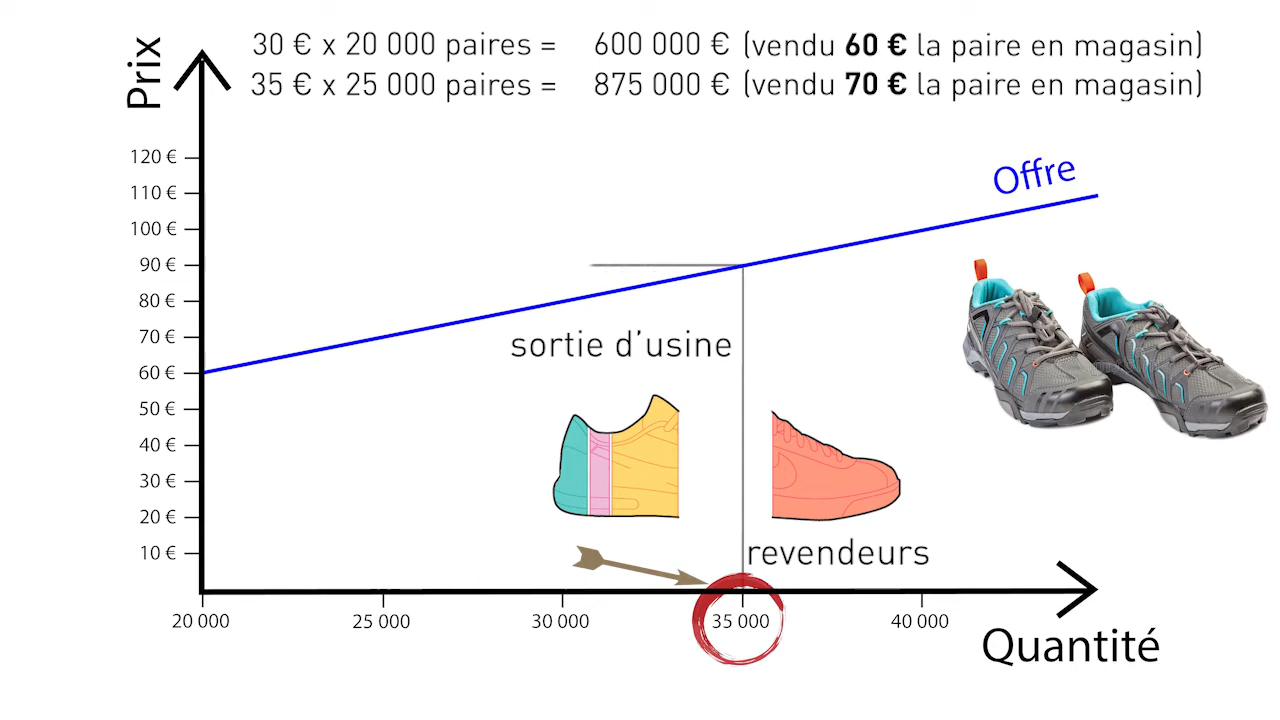 30 € x 20 000 paires = 600 000 € (vendu 60 € la paire en magasin)
35 € x 25 000 paires = 875 000 € (vendu 70 € la paire en magasin)
Prix
120 €
110 €
100 €
90 €
80 €
70 €
60 €
50 €
40 €
30 €
20 €
10 €
Offre
sortie d'usine
revendeurs
20 000 25 000 30 000 35 000 40 000
Quantité